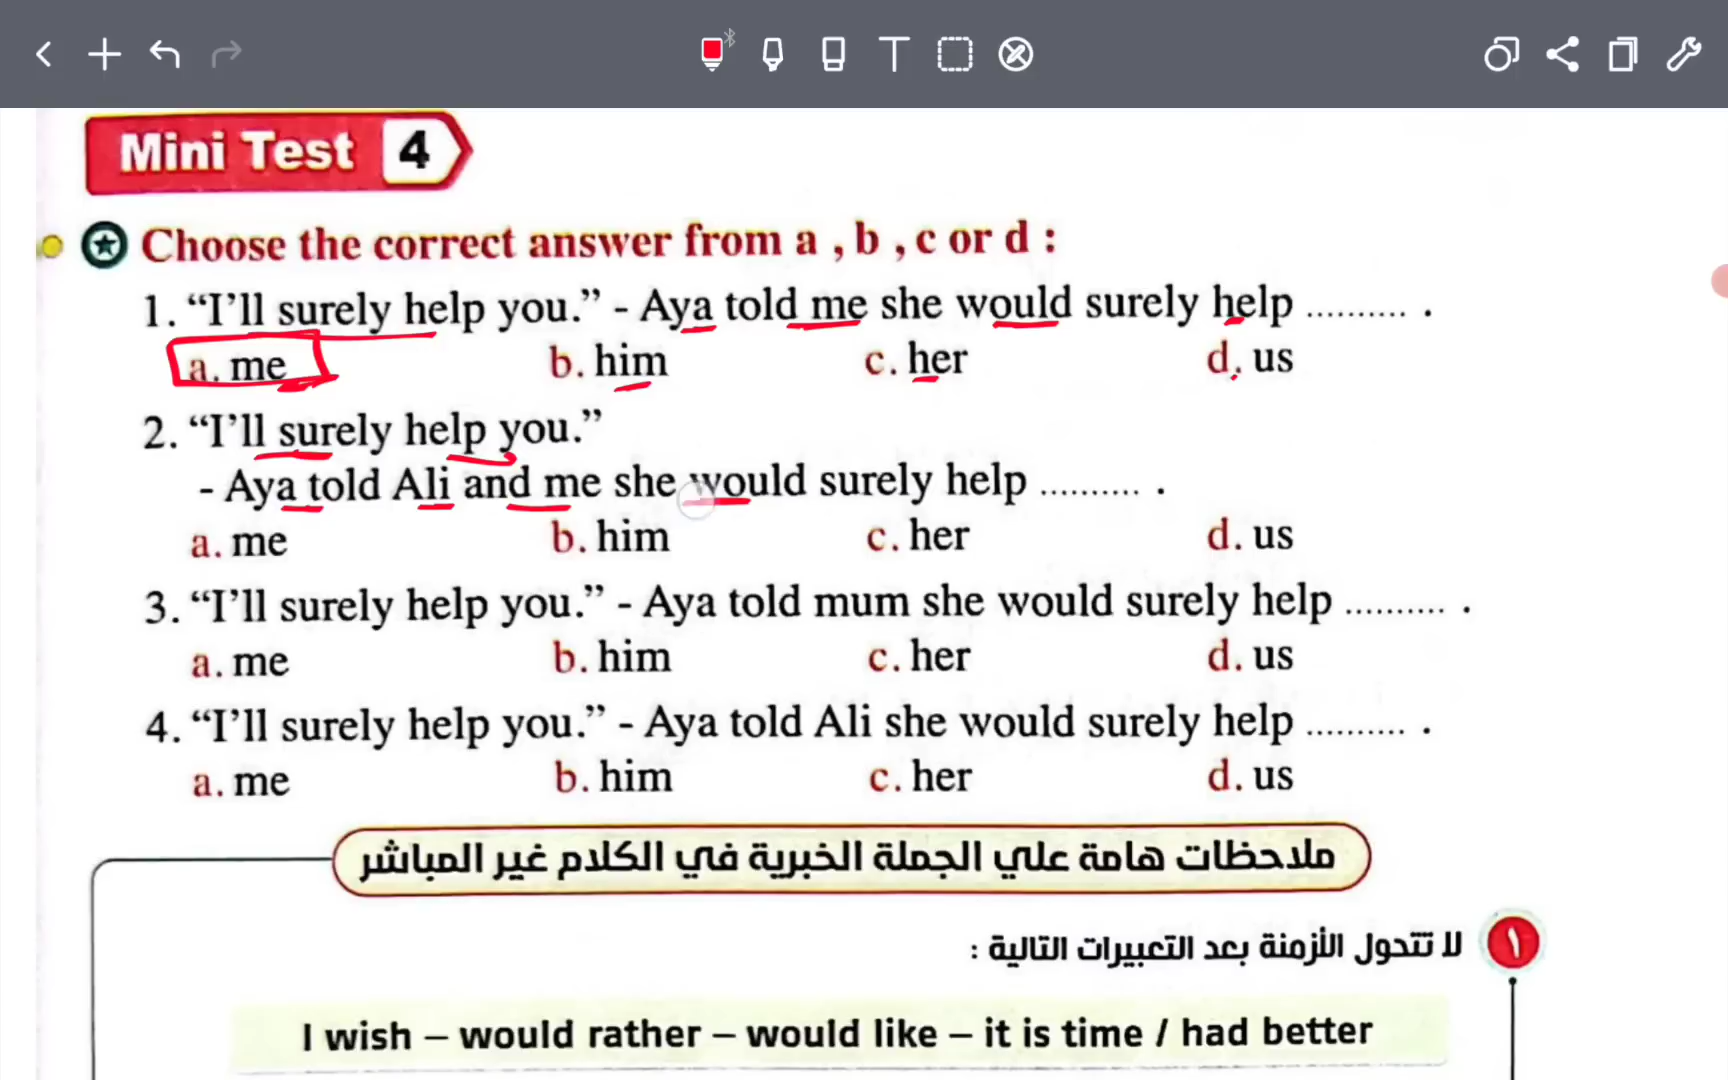 Mini Test 4
Choose the correct answer from a , b , c or d :
1. “I’ll surely help you.” - Aya told me she would surely help .......... .
a. me b. him c. her d. us
2. “I’ll surely help you.”
- Aya told Ali and me she would surely help .......... .
a. me b. him c. her d. us
3. “I’ll surely help you.” - Aya told mum she would surely help .......... .
a. me b. him c. her d. us
4. “I’ll surely help you.” - Aya told Ali she would surely help .......... .
a. me b. him c. her d. us
ملاحظات هامة علي الجملة الخبرية في الكلام غير المباشر
١ لا تتحول الأزمنة بعد التعبيرات التالية :
I wish – would rather – would like – it is time / had better